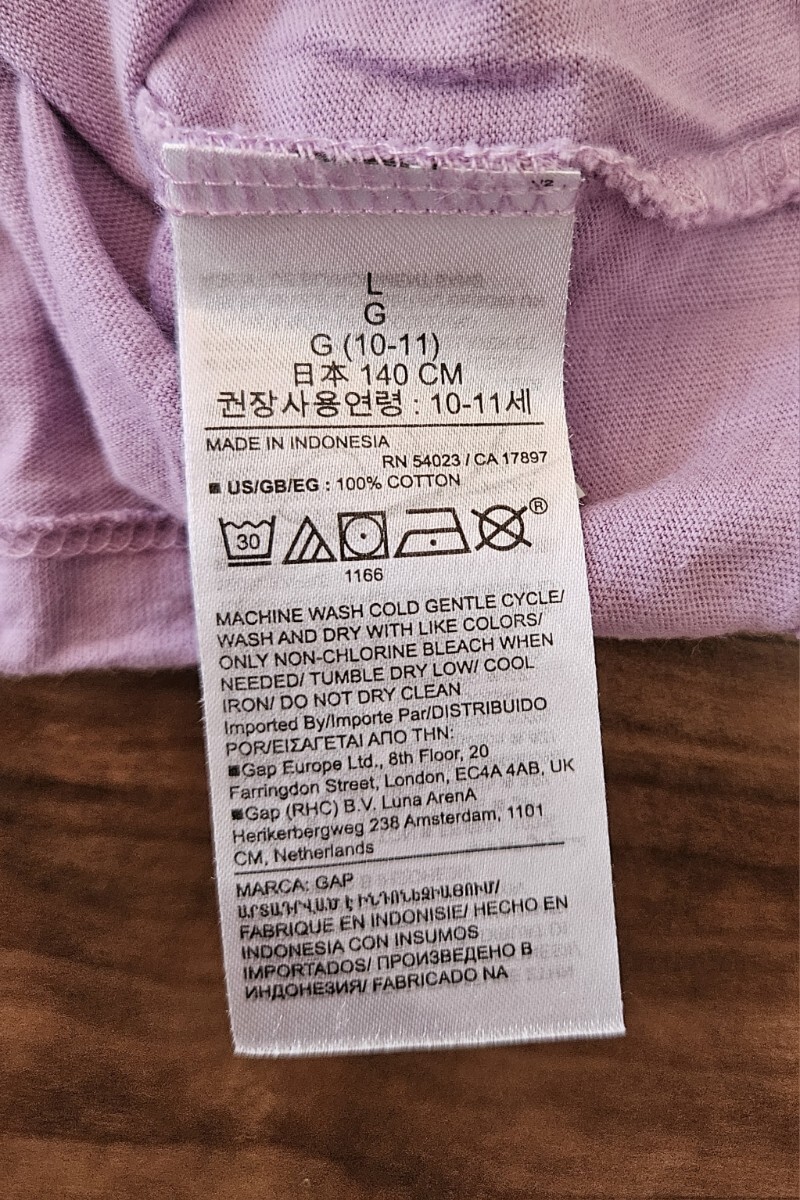 1/2
L
G
G (10-11)
日本 140 CM
권장사용연령 : 10-11세
MADE IN INDONESIA
RN 54023 / CA 17897
US/GB/EG : 100% COTTON
30
®
1166
MACHINE WASH COLD GENTLE CYCLE/
WASH AND DRY WITH LIKE COLORS/
ONLY NON-CHLORINE BLEACH WHEN
NEEDED/ TUMBLE DRY LOW/ COOL
IRON/ DO NOT DRY CLEAN
Imported By/Importe Par/DISTRIBUIDO
POR/ΕΙΣΑΓΕΤΑΙ ΑΠΟ ΤΗΝ:
Gap Europe Ltd., 8th Floor, 20
Farringdon Street, London, EC4A 4AB, UK
Gap (RHC) B.V. Luna ArenA
Herikerbergweg 238 Amsterdam, 1101
CM, Netherlands
MARCA: GAP
ԱՐՏԱԴՐՎԱԾ Է ԻՆԴՈՆԵԶԻԱՅՈՒՄ/
FABRIQUE EN INDONISIE/ HECHO EN
INDONESIA CON INSUMOS
IMPORTADOS/ ПРОИЗВЕДЕНО В
ИНДОНЕЗИЯ/ FABRICADO NA